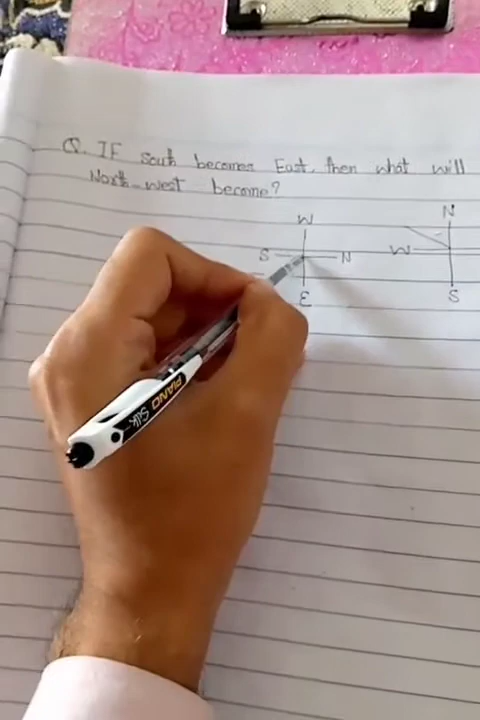 Q. IF South becomes East, then what will
North-west become?
W
N
S
N
W
E
S
PIANO Silk